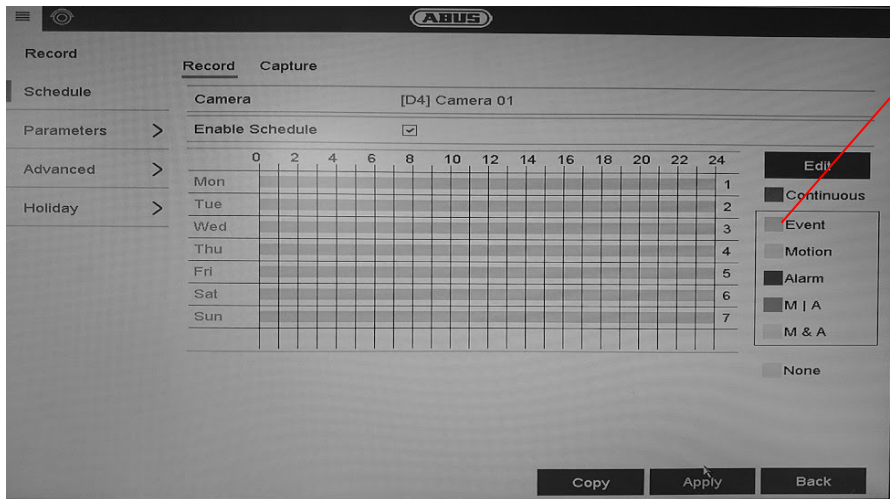 ABUS
Record
Record Capture
Schedule
Camera [D4] Camera 01
Parameters >
Enable Schedule
0 2 4 6 8 10 12 14 16 18 20 22 24
Edit
Advanced >
Mon 1
Continuous
Tue 2
Holiday >
Wed 3
Event
Thu 4
Motion
Fri 5
Alarm
Sat 6
M | A
Sun 7
M & A
None
Copy Apply Back